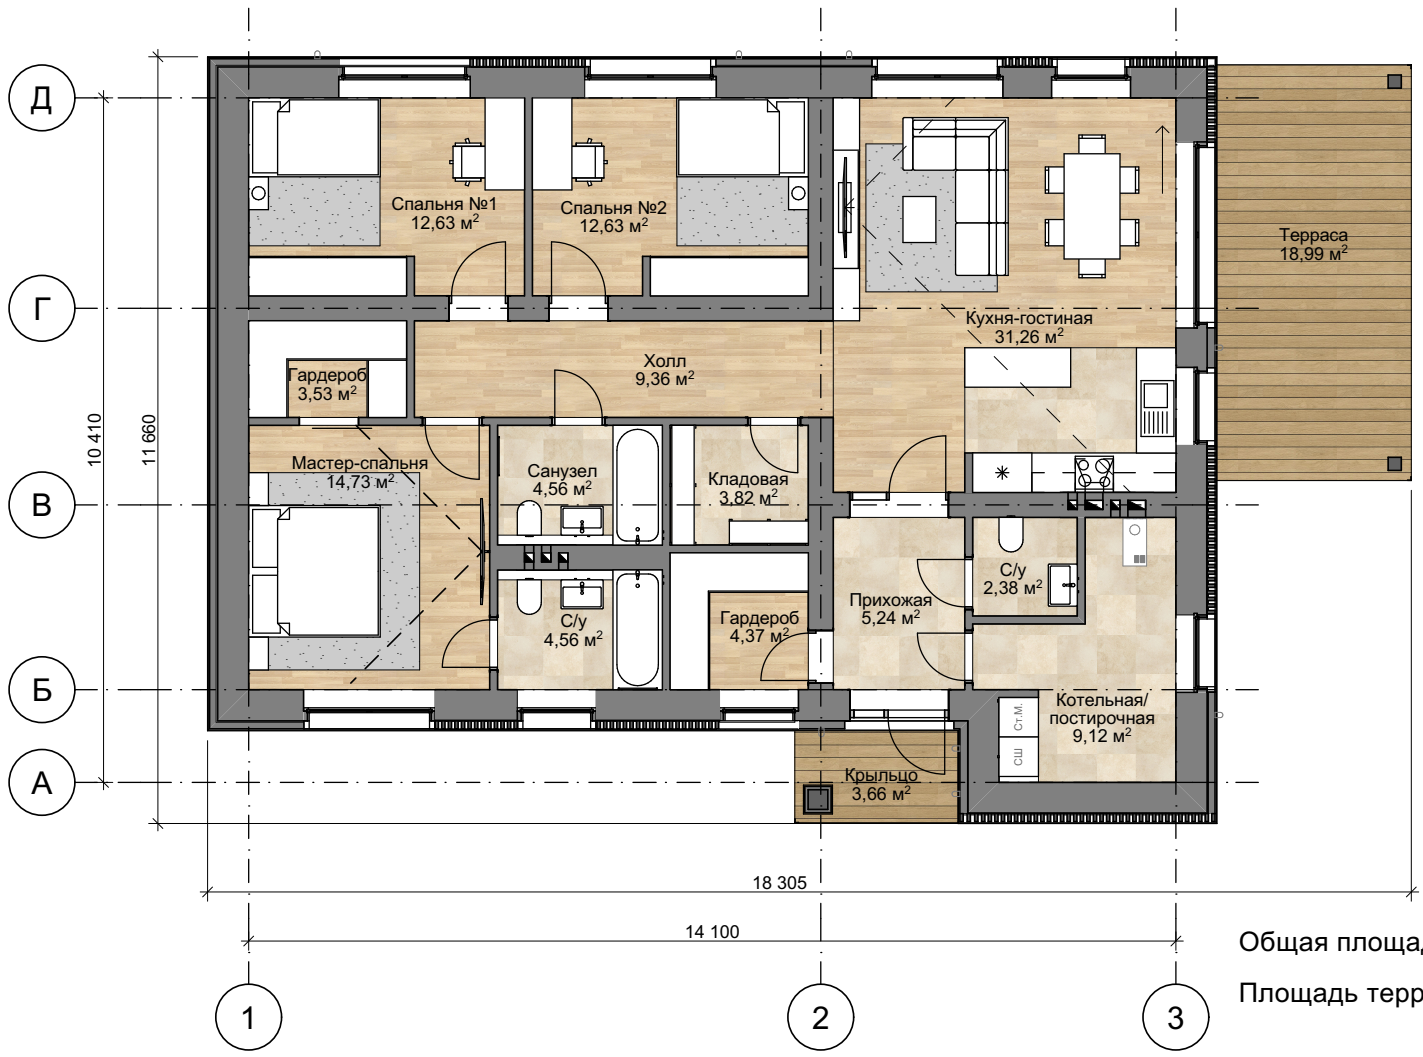 Д
Г
В
Б
А
10 410
11 660
Спальня №1
12,63 м²
Спальня №2
12,63 м²
Терраса
18,99 м²
Кухня-гостиная
31,26 м²
Холл
9,36 м²
Гардероб
3,53 м²
Мастер-спальня
14,73 м²
Санузел
4,56 м²
Кладовая
3,82 м²
С/у
2,38 м²
Прихожая
5,24 м²
С/у
4,56 м²
Гардероб
4,37 м²
Котельная/
постирочная
9,12 м²
Ст.М.
СШ
Крыльцо
3,66 м²
18 305
14 100
Общая площа
Площадь терр
1
2
3